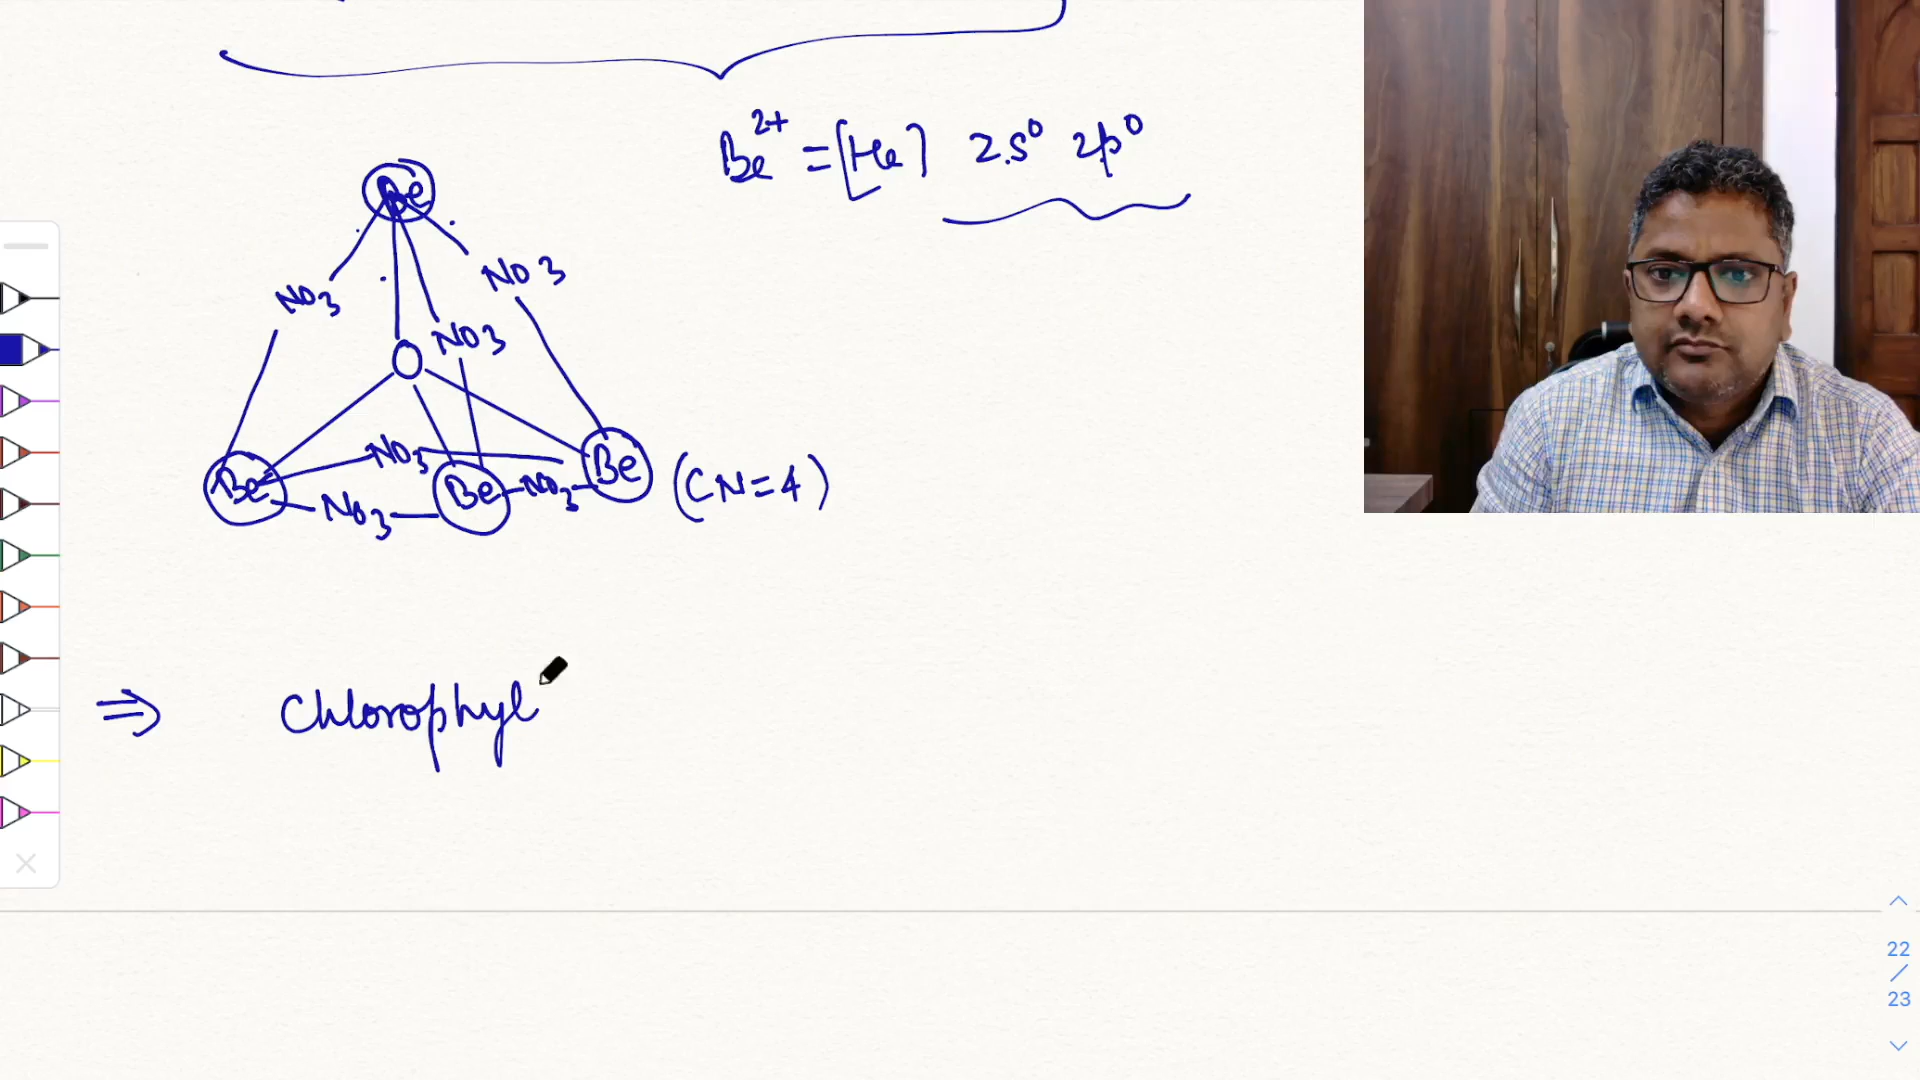 Be²⁺ = [He] 2s⁰ 2p⁰
Be
NO₃
NO₃
NO₃
O
NO₃
Be
Be
Be
(CN=4)
NO₃
NO₃
⇒ Chlorophyl
22
/
23